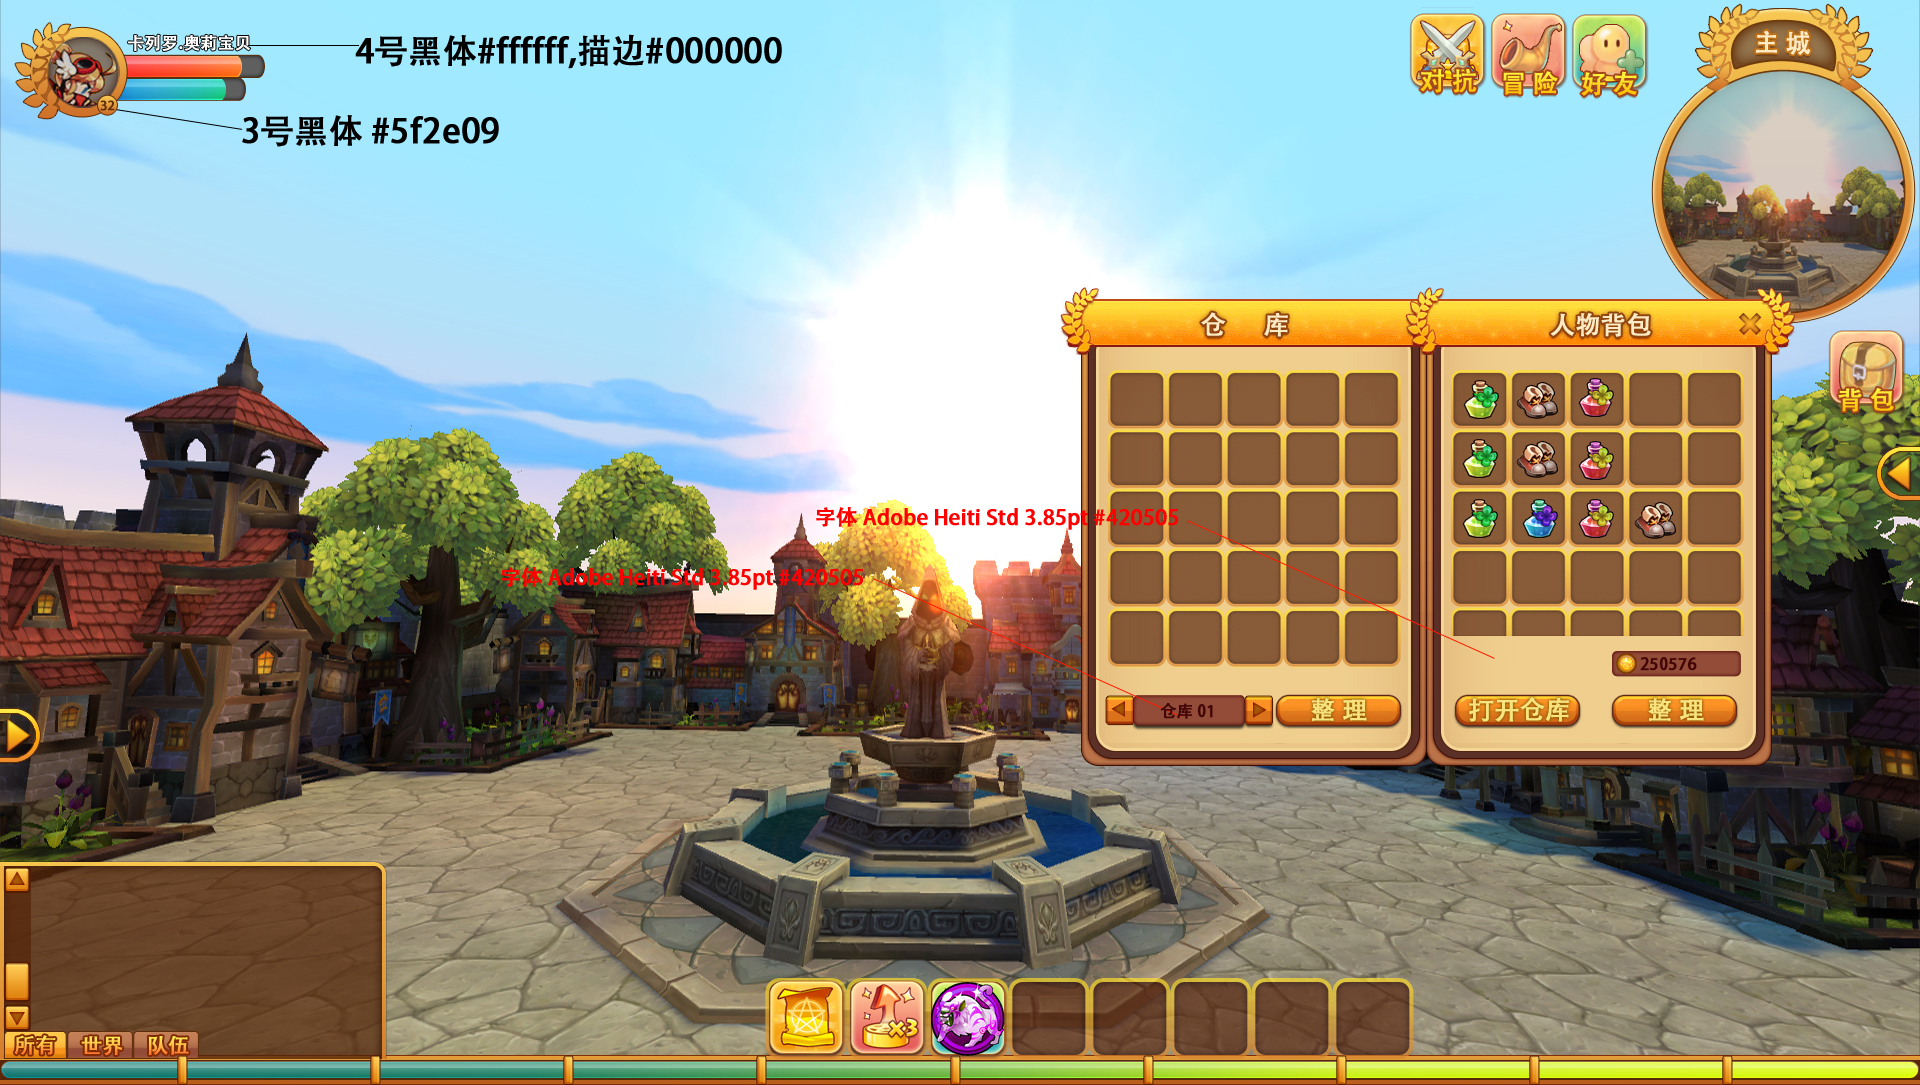 卡列罗.奥莉宝贝
4号黑体#ffffff,描边#000000
32
3号黑体 #5f2e09
对抗
冒险
好友
主城
仓 库
人物背包
背包
字体 Adobe Heiti Std 3.85pt #420505
字体 Adobe Heiti Std 3.85pt #420505
250576
仓库 01
整理
打开仓库
整理
×3
所有
世界
队伍